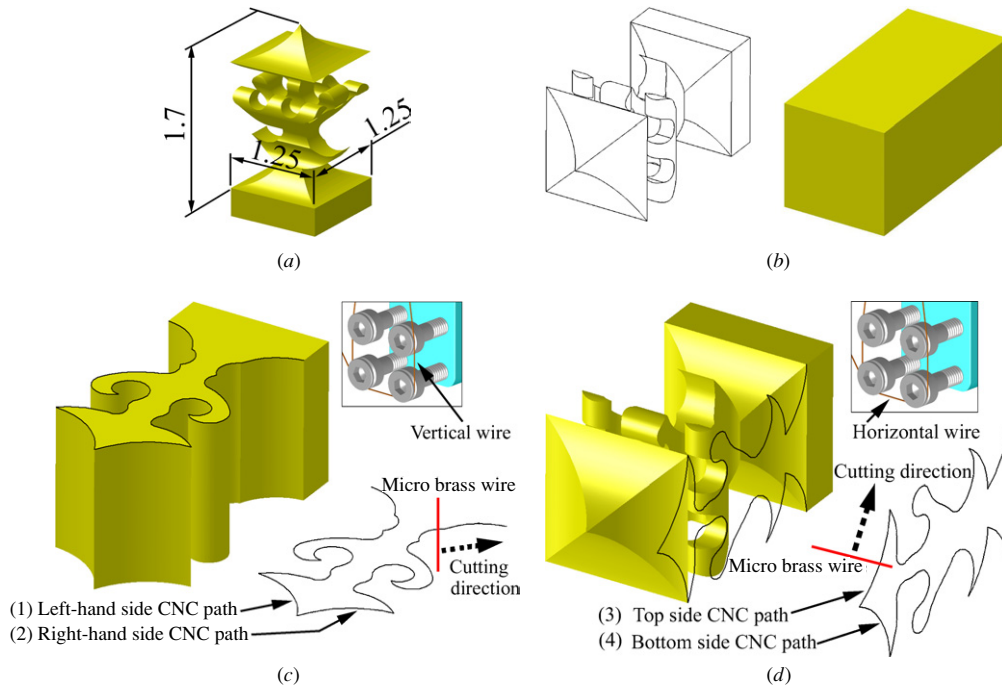 1.7
1.25
1.25
(a)
(b)
Vertical wire
Micro brass wire
Cutting
direction
(1) Left-hand side CNC path
(2) Right-hand side CNC path
(c)
Horizontal wire
Cutting direction
Micro brass wire
(3) Top side CNC path
(4) Bottom side CNC path
(d)